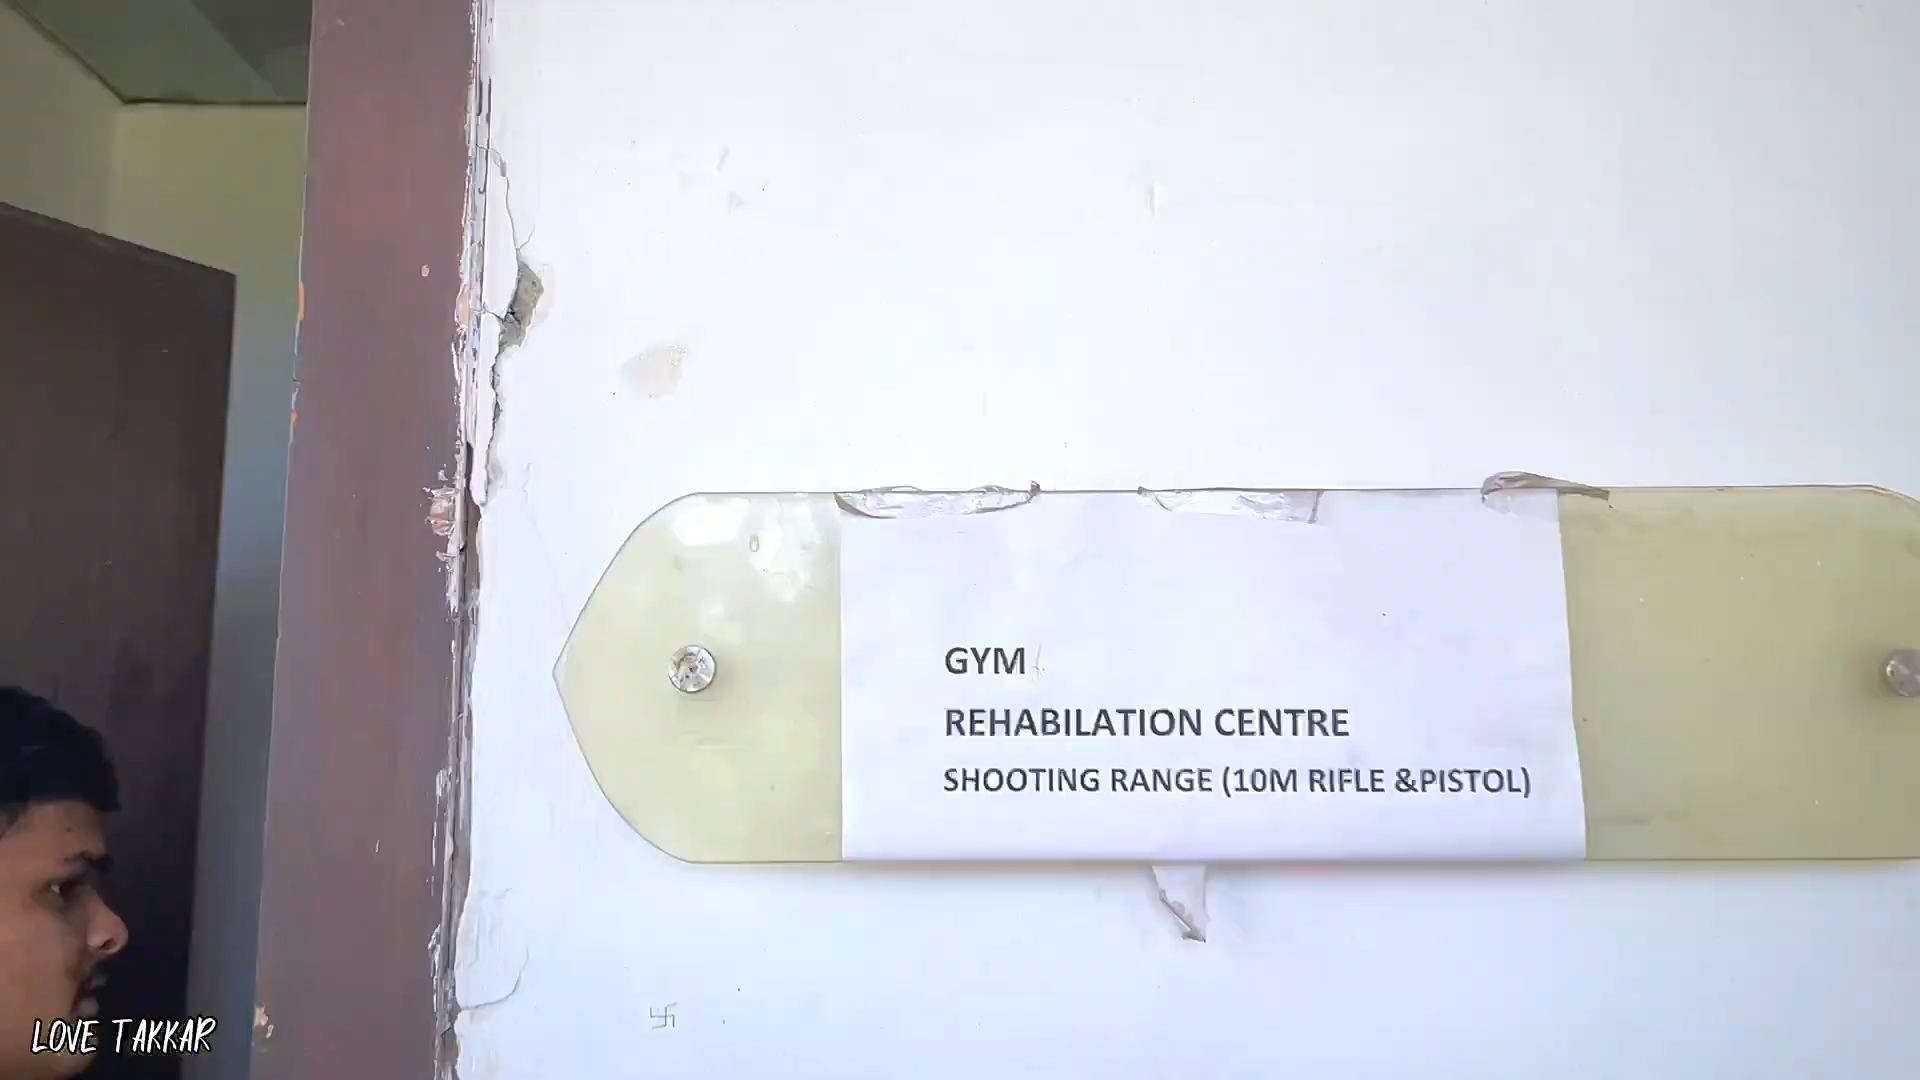 GYM
REHABILATION CENTRE
SHOOTING RANGE (10M RIFLE &PISTOL)
LOVE TAKKAR